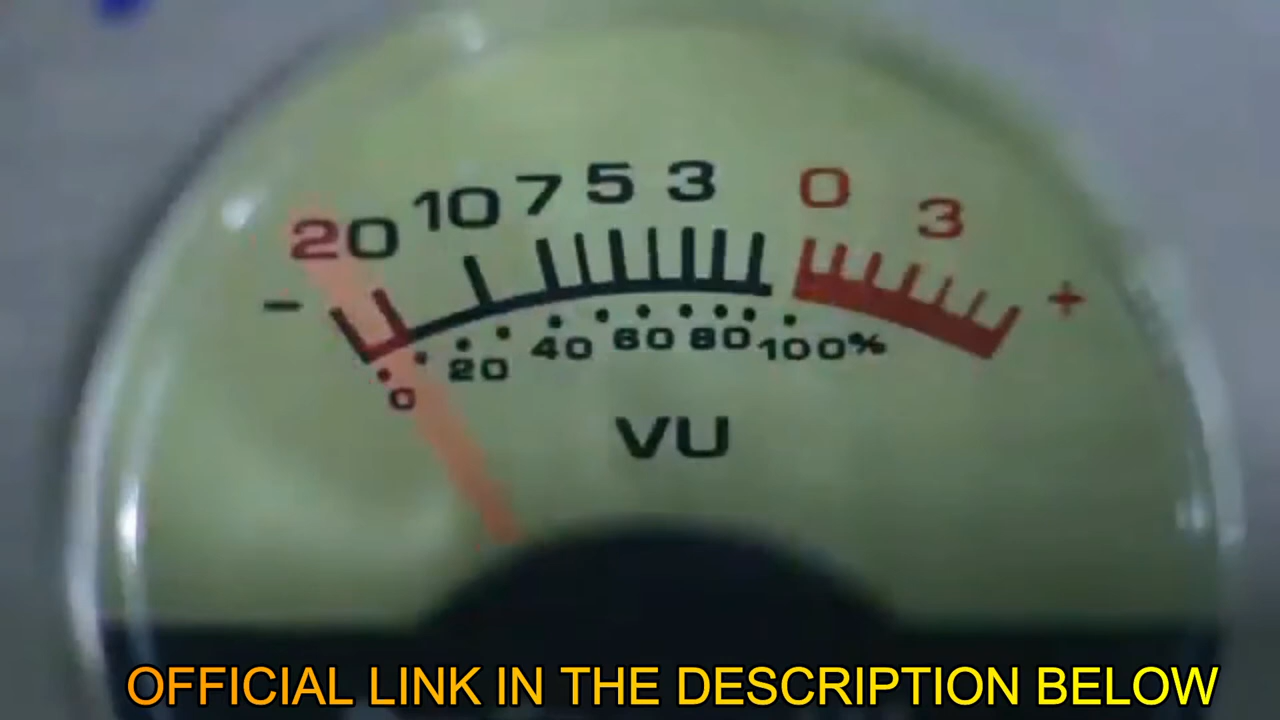 20 10 7 5 3 0 3
− +
0 20 40 60 80 100%
VU
OFFICIAL LINK IN THE DESCRIPTION BELOW